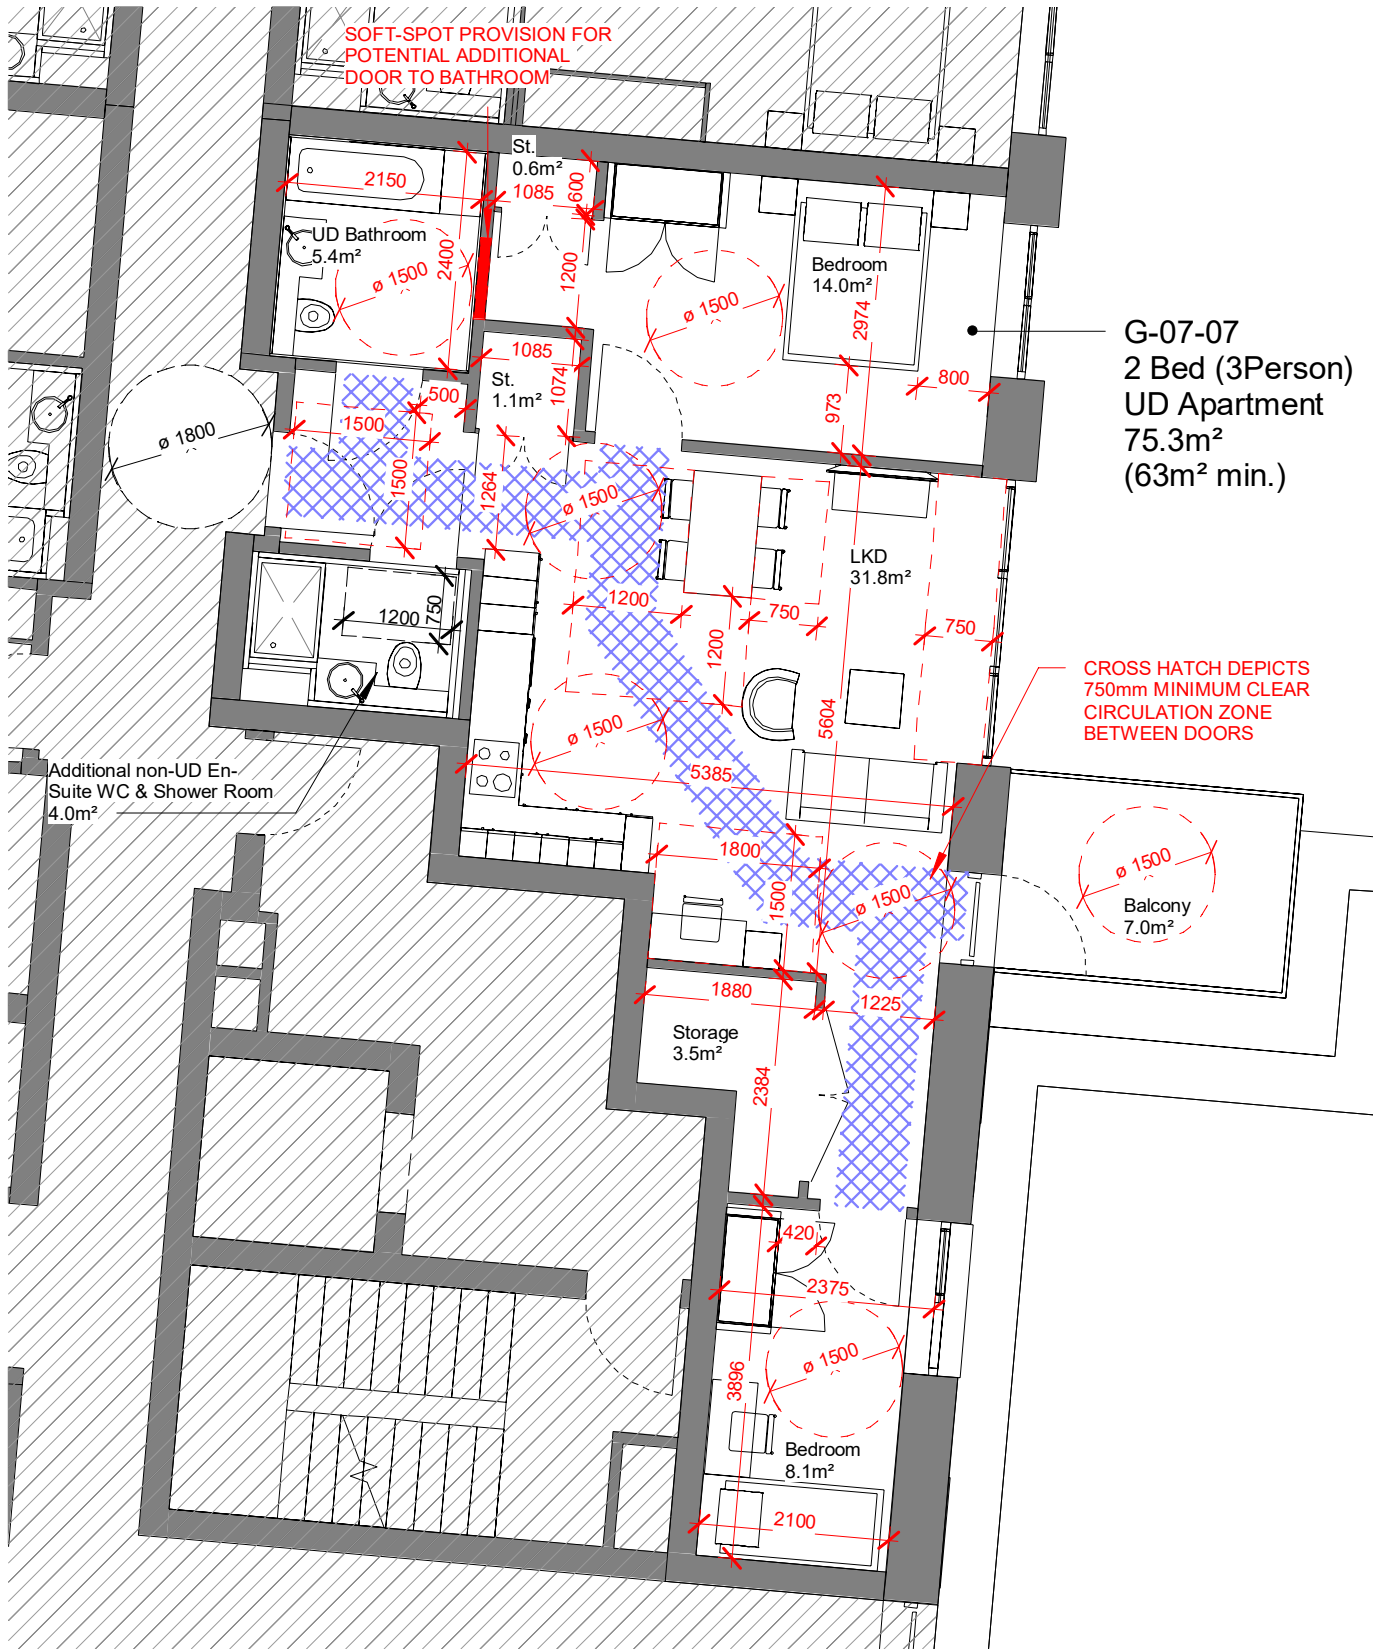 SOFT-SPOT PROVISION FOR
POTENTIAL ADDITIONAL
DOOR TO BATHROOM
St.
0.6m²
2150
1085
600
UD Bathroom
5.4m²
ø 1500
2400
1200
ø 1500
Bedroom
14.0m²
2974
G-07-07
2 Bed (3Person)
UD Apartment
75.3m²
(63m² min.)
1085
St.
1.1m²
1074
500
973
800
ø 1800
1500
1500
1264
ø 1500
LKD
31.8m²
1200
750
1200
750
1200
750
CROSS HATCH DEPICTS
750mm MINIMUM CLEAR
CIRCULATION ZONE
BETWEEN DOORS
ø 1500
5604
Additional non-UD En-
Suite WC & Shower Room
4.0m²
5385
1800
1500
ø 1500
ø 1500
Balcony
7.0m²
1880
1225
Storage
3.5m²
2384
420
2375
ø 1500
3896
Bedroom
8.1m²
2100